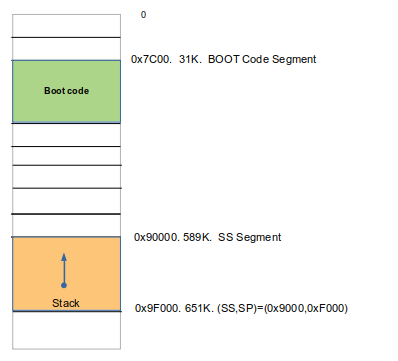 0
0x7C00. 31K. BOOT Code Segment
Boot code
0x90000. 589K. SS Segment
Stack
0x9F000. 651K. (SS,SP)=(0x9000,0xF000)